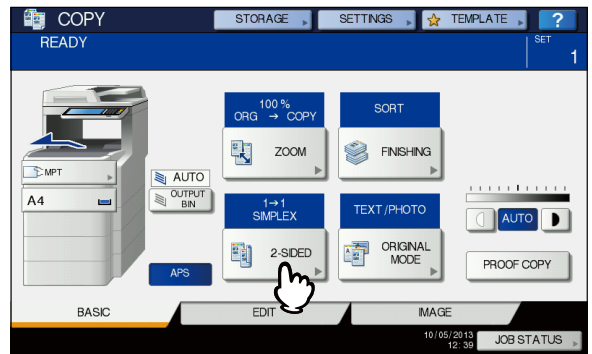 COPY
STORAGE
SETTINGS
TEMPLATE
?
READY
SET
1
100 %
ORG → COPY
ZOOM
SORT
FINISHING
MPT
A4
AUTO
OUTPUT
BIN
APS
1→1
SIMPLEX
2-SIDED
TEXT/PHOTO
ORIGINAL
MODE
AUTO
PROOF COPY
BASIC
EDIT
IMAGE
10/05/2013
12:39
JOB STATUS